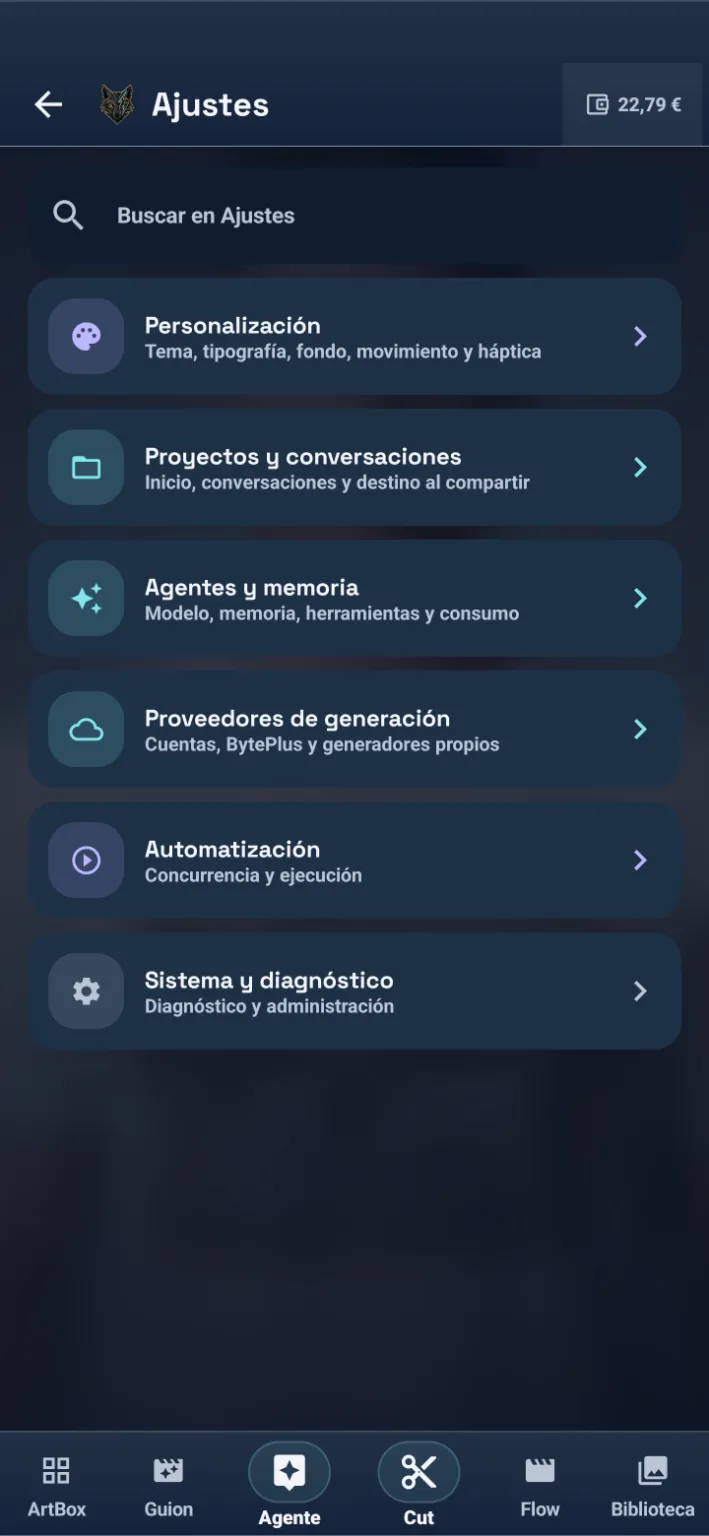 Ajustes
22,79 €
Buscar en Ajustes
Personalización
Tema, tipografía, fondo, movimiento y háptica
Proyectos y conversaciones
Inicio, conversaciones y destino al compartir
Agentes y memoria
Modelo, memoria, herramientas y consumo
Proveedores de generación
Cuentas, BytePlus y generadores propios
Automatización
Concurrencia y ejecución
Sistema y diagnóstico
Diagnóstico y administración
ArtBox
Guion
Agente
Cut
Flow
Biblioteca